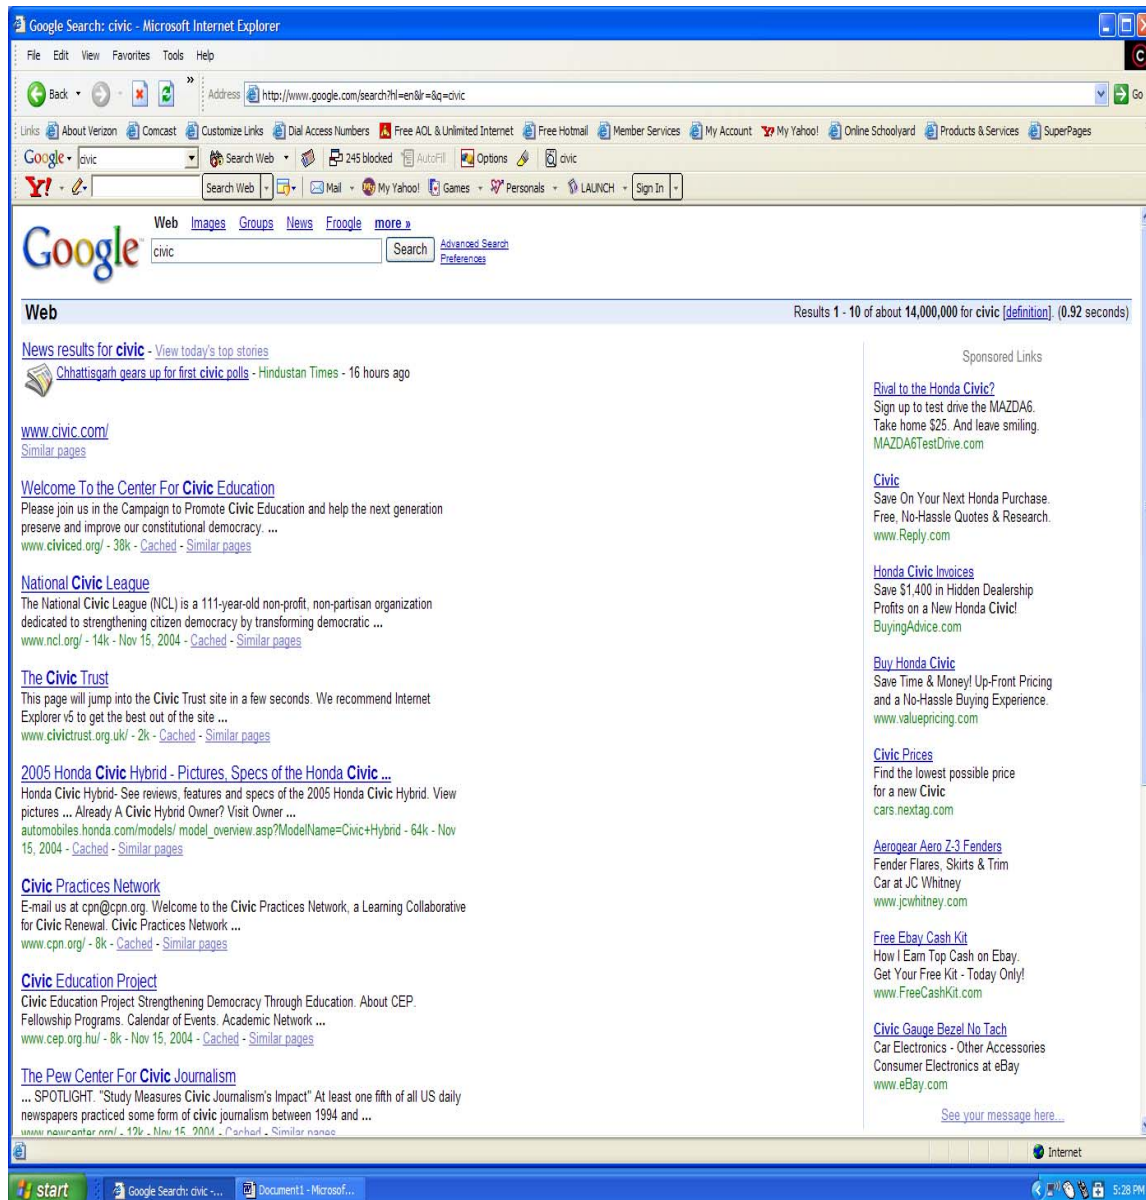 Google Search: civic - Microsoft Internet Explorer
File Edit View Favorites Tools Help
Back » Address http://www.google.com/search?hl=en&lr=&q=civic Go
Links About Verizon Comcast Customize Links Dial Access Numbers Free AOL & Unlimited Internet Free Hotmail Member Services My Account My Yahoo! Online Schoolyard Products & Services SuperPages
Google civic Search Web 245 blocked AutoFill Options civic
Y! Search Web Mail My Yahoo! Games Personals LAUNCH Sign In
Web Images Groups News Froogle more »
Google civic Search Advanced Search
Preferences
Web Results 1 - 10 of about 14,000,000 for civic [definition]. (0.92 seconds)
News results for civic - View today's top stories
Chhattisgarh gears up for first civic polls - Hindustan Times - 16 hours ago
www.civic.com/
Similar pages
Welcome To the Center For Civic Education
Please join us in the Campaign to Promote Civic Education and help the next generation
preserve and improve our constitutional democracy. ...
www.civiced.org/ - 38k - Cached - Similar pages
National Civic League
The National Civic League (NCL) is a 111-year-old non-profit, non-partisan organization
dedicated to strengthening citizen democracy by transforming democratic ...
www.ncl.org/ - 14k - Nov 15, 2004 - Cached - Similar pages
The Civic Trust
This page will jump into the Civic Trust site in a few seconds. We recommend Internet
Explorer v5 to get the best out of the site ...
www.civictrust.org.uk/ - 2k - Cached - Similar pages
2005 Honda Civic Hybrid - Pictures, Specs of the Honda Civic ...
Honda Civic Hybrid- See reviews, features and specs of the 2005 Honda Civic Hybrid. View
pictures ... Already A Civic Hybrid Owner? Visit Owner ...
automobiles.honda.com/models/ model_overview.asp?ModelName=Civic+Hybrid - 64k - Nov
15, 2004 - Cached - Similar pages
Civic Practices Network
E-mail us at cpn@cpn.org. Welcome to the Civic Practices Network, a Learning Collaborative
for Civic Renewal. Civic Practices Network ...
www.cpn.org/ - 8k - Cached - Similar pages
Civic Education Project
Civic Education Project Strengthening Democracy Through Education. About CEP.
Fellowship Programs. Calendar of Events. Academic Network ...
www.cep.org.hu/ - 8k - Nov 15, 2004 - Cached - Similar pages
The Pew Center For Civic Journalism
... SPOTLIGHT. "Study Measures Civic Journalism's Impact" At least one fifth of all US daily
newspapers practiced some form of civic journalism between 1994 and ...
www.pewcenter.org/ - 12k - Nov 15, 2004 - Cached - Similar pages
Sponsored Links
Rival to the Honda Civic?
Sign up to test drive the MAZDA6.
Take home $25. And leave smiling.
MAZDA6TestDrive.com
Civic
Save On Your Next Honda Purchase.
Free, No-Hassle Quotes & Research.
www.Reply.com
Honda Civic Invoices
Save $1,400 in Hidden Dealership
Profits on a New Honda Civic!
BuyingAdvice.com
Buy Honda Civic
Save Time & Money! Up-Front Pricing
and a No-Hassle Buying Experience.
www.valuepricing.com
Civic Prices
Find the lowest possible price
for a new Civic
cars.nextag.com
Aerogear Aero Z-3 Fenders
Fender Flares, Skirts & Trim
Car at JC Whitney
www.jcwhitney.com
Free Ebay Cash Kit
How I Earn Top Cash on Ebay.
Get Your Free Kit - Today Only!
www.FreeCashKit.com
Civic Gauge Bezel No Tach
Car Electronics - Other Accessories
Consumer Electronics at eBay
www.eBay.com
See your message here...
Internet
start Google Search: civic -... Document1 - Microsof... 5:28 PM